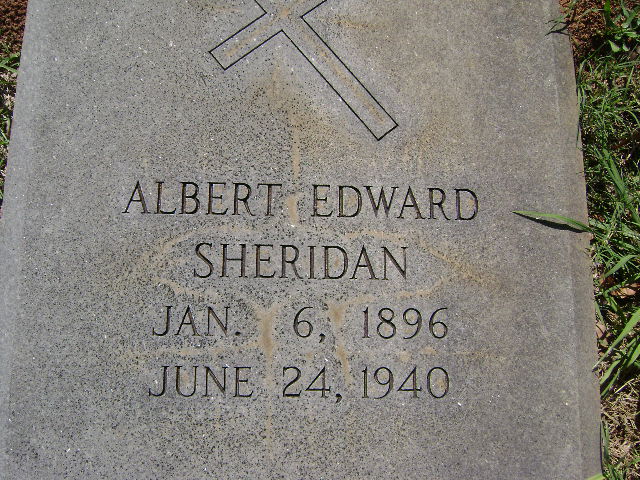 ALBERT EDWARD
SHERIDAN
JAN. 6, 1896
JUNE 24, 1940